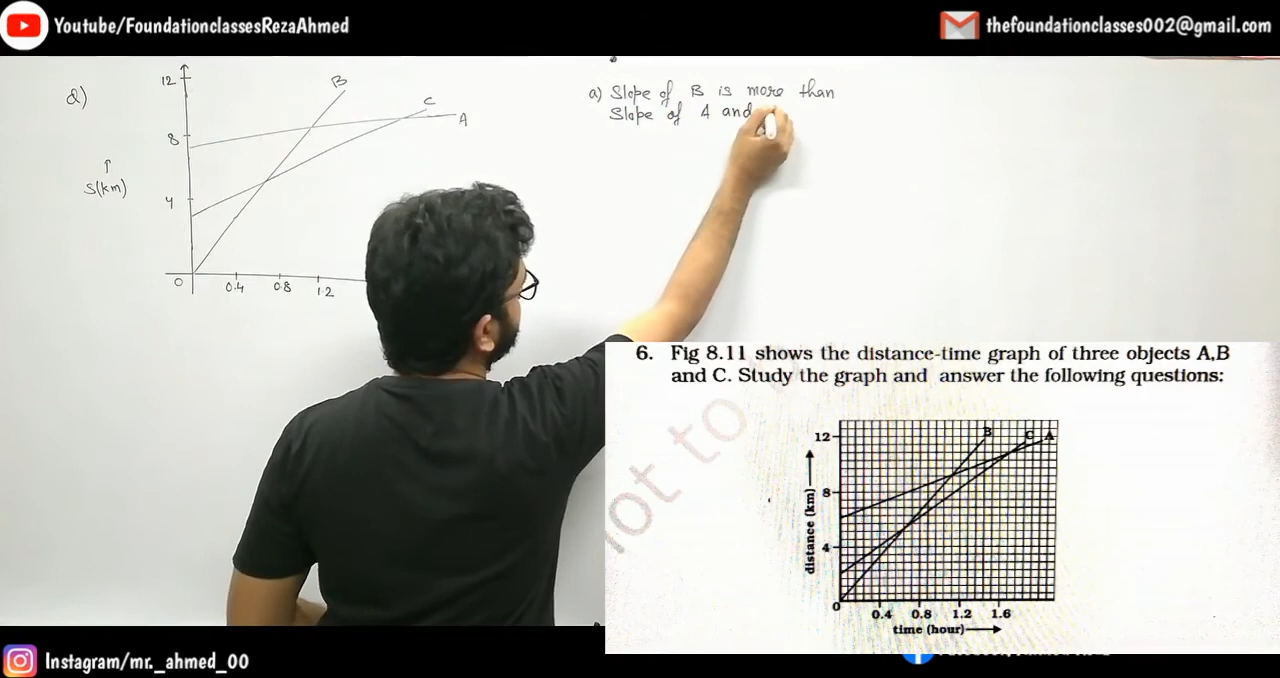 Youtube/FoundationclassesRezaAhmed
thefoundationclasses002@gmail.com
d)
12
8
4
0
S(km)
0.4 0.8 1.2
B
C
A
a) Slope of B is more than
Slope of A and
6. Fig 8.11 shows the distance-time graph of three objects A,B
and C. Study the graph and answer the following questions:
not to
B C A
12
8
4
0
distance (km)
0.4 0.8 1.2 1.6
time (hour)
Instagram/mr._ahmed_00